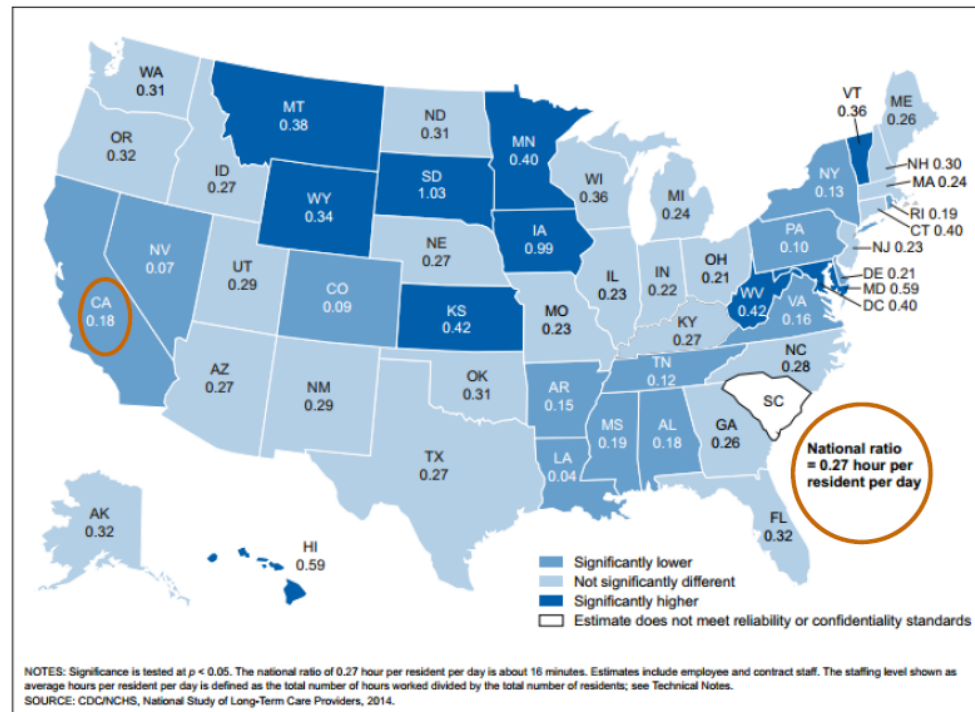 WA
0.31
OR
0.32
CA
0.18
NV
0.07
ID
0.27
MT
0.38
WY
0.34
UT
0.29
AZ
0.27
CO
0.09
NM
0.29
ND
0.31
SD
1.03
NE
0.27
KS
0.42
OK
0.31
TX
0.27
MN
0.40
IA
0.99
MO
0.23
AR
0.15
LA
0.04
WI
0.36
IL
0.23
MI
0.24
IN
0.22
OH
0.21
KY
0.27
TN
0.12
MS
0.19
AL
0.18
GA
0.26
FL
0.32
SC
NC
0.28
VA
0.16
WV
0.42
PA
0.10
NY
0.13
VT
0.36
ME
0.26
NH 0.30
MA 0.24
RI 0.19
CT 0.40
NJ 0.23
DE 0.21
MD 0.59
DC 0.40
AK
0.32
HI
0.59
National ratio
= 0.27 hour per
resident per day
Significantly lower
Not significantly different
Significantly higher
Estimate does not meet reliability or confidentiality standards
NOTES: Significance is tested at p < 0.05. The national ratio of 0.27 hour per resident per day is about 16 minutes. Estimates include employee and contract staff. The staffing level shown as
average hours per resident per day is defined as the total number of hours worked divided by the total number of residents; see Technical Notes.
SOURCE: CDC/NCHS, National Study of Long-Term Care Providers, 2014.